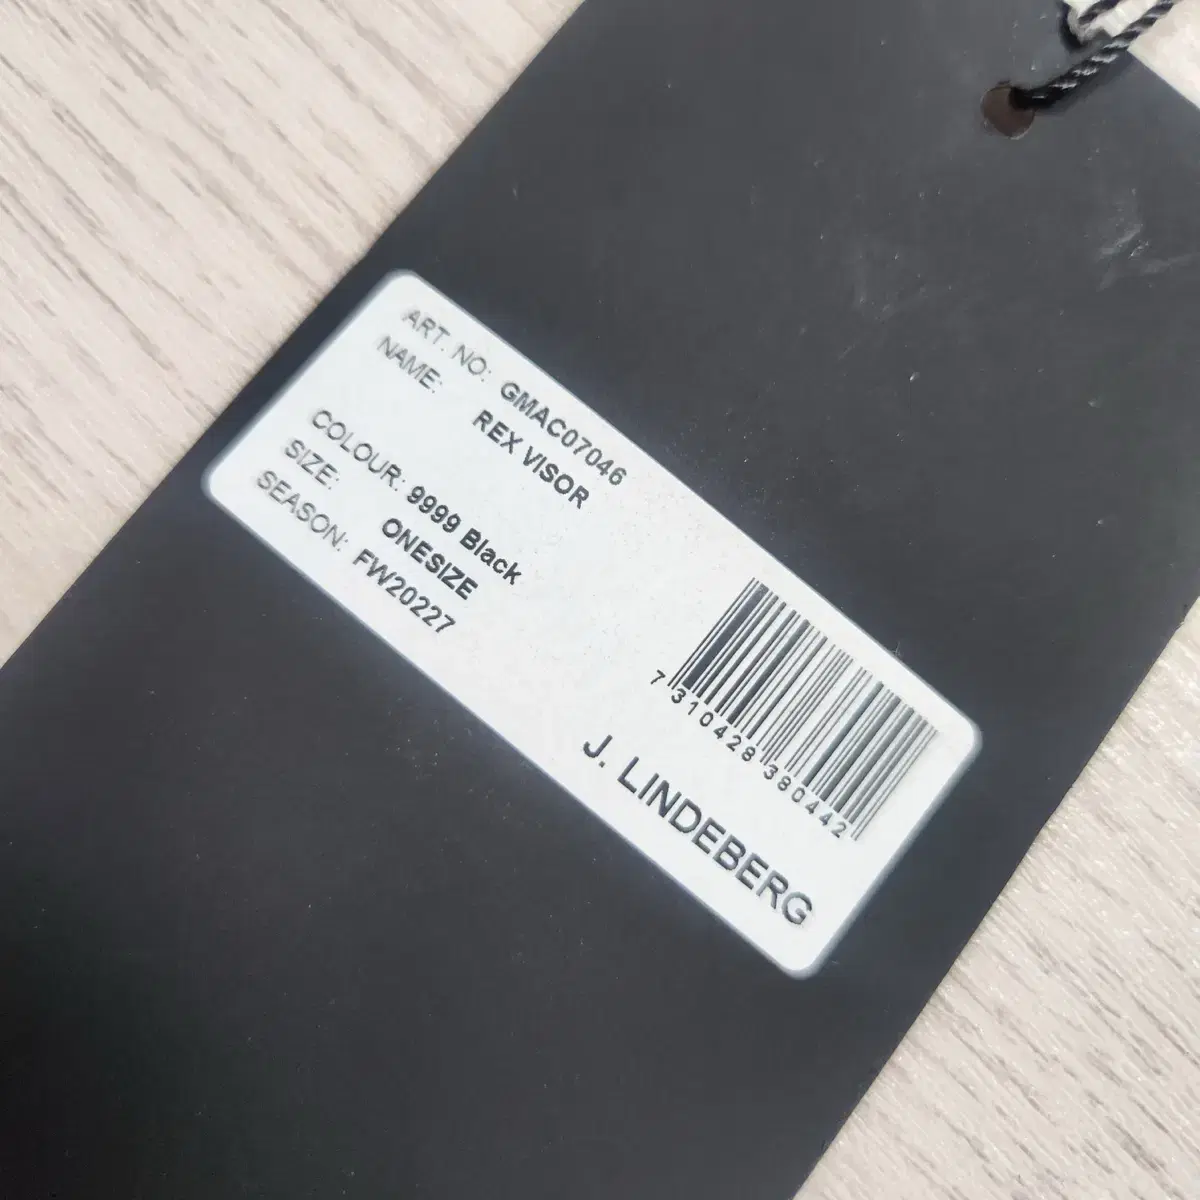 ART. NO: GMAC07046
NAME: REX VISOR
COLOUR: 9999 Black
SIZE: ONESIZE
SEASON: FW20227
7 310428 380442
J. LINDEBERG